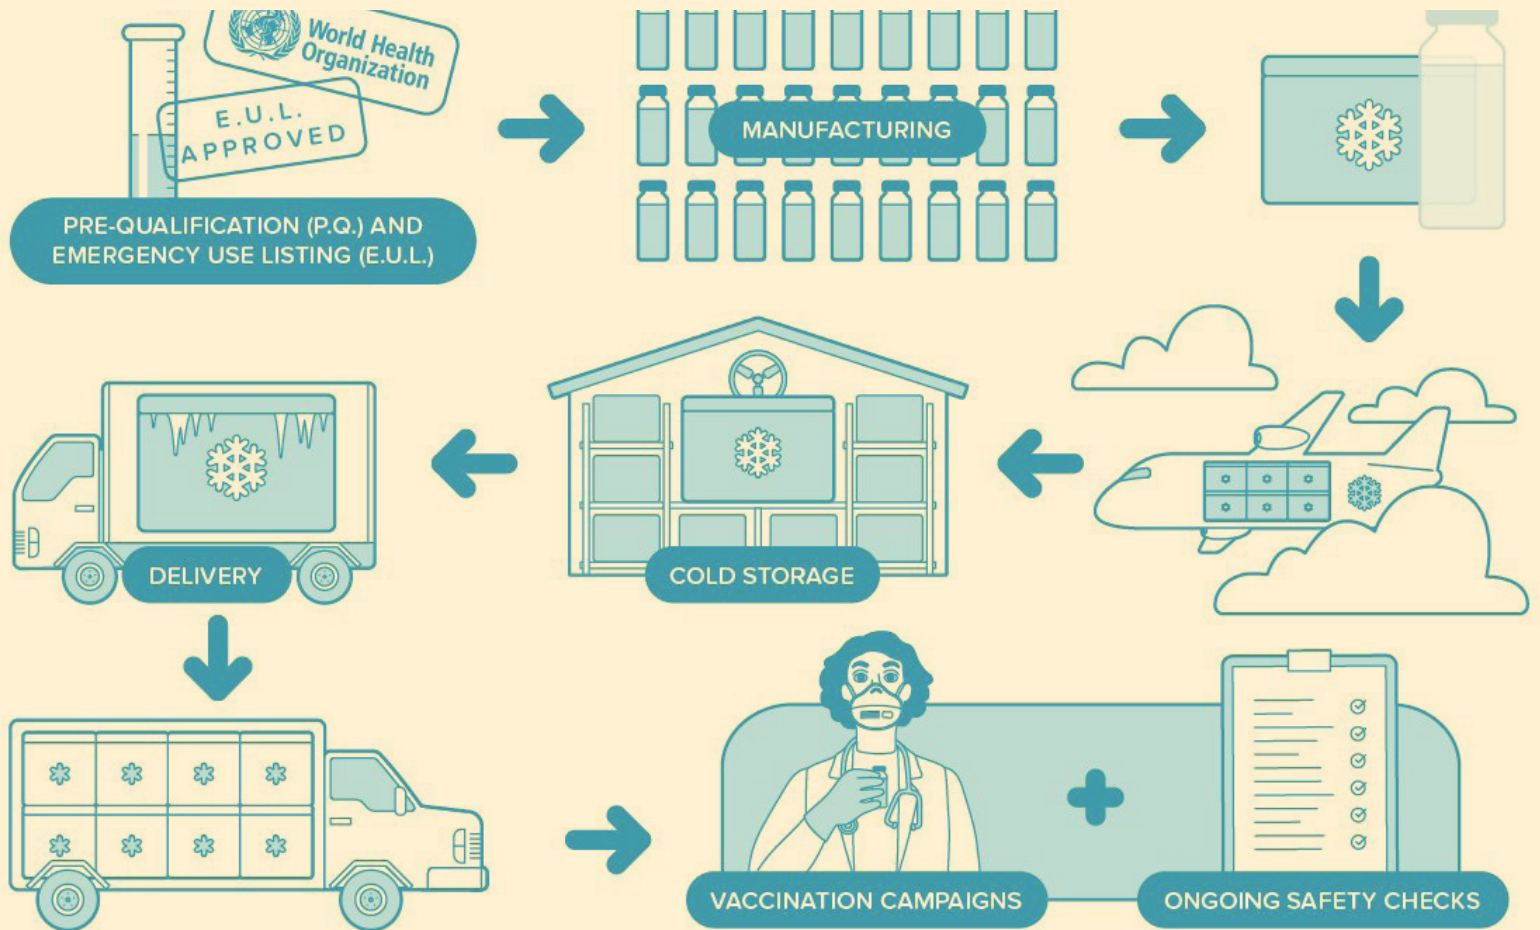 World Health
Organization
E.U.L.
APPROVED
PRE-QUALIFICATION (P.Q.) AND
EMERGENCY USE LISTING (E.U.L.)
MANUFACTURING
DELIVERY
COLD STORAGE
VACCINATION CAMPAIGNS
ONGOING SAFETY CHECKS